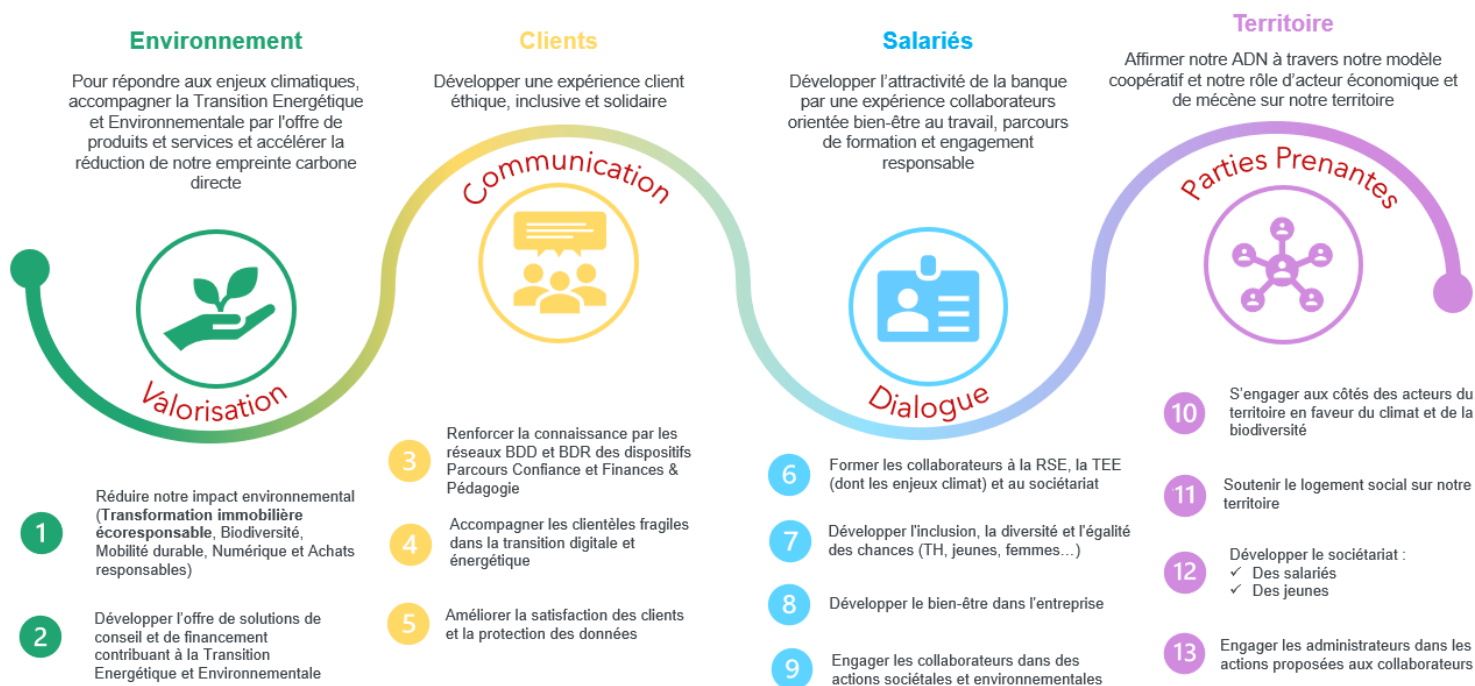 Environnement
Pour répondre aux enjeux climatiques,
accompagner la Transition Energétique
et Environnementale par l'offre de
produits et services et accélérer la
réduction de notre empreinte carbone
directe
Valorisation
1
Réduire notre impact environnemental
(Transformation immobilière
écoresponsable, Biodiversité,
Mobilité durable, Numérique et Achats
responsables)
2
Développer l'offre de solutions de
conseil et de financement
contribuant à la Transition
Energétique et Environnementale
Clients
Développer une expérience client
éthique, inclusive et solidaire
Communication
3
Renforcer la connaissance par les
réseaux BDD et BDR des dispositifs
Parcours Confiance et Finances &
Pédagogie
4
Accompagner les clientèles fragiles
dans la transition digitale et
énergétique
5
Améliorer la satisfaction des clients
et la protection des données
Salariés
Développer l'attractivité de la banque
par une expérience collaborateurs
orientée bien-être au travail, parcours
de formation et engagement
responsable
Dialogue
6
Former les collaborateurs à la RSE, la TEE
(dont les enjeux climat) et au sociétariat
7
Développer l'inclusion, la diversité et l'égalité
des chances (TH, jeunes, femmes…)
8
Développer le bien-être dans l'entreprise
9
Engager les collaborateurs dans des
actions sociétales et environnementales
Territoire
Affirmer notre ADN à travers notre modèle
coopératif et notre rôle d'acteur économique et
de mécène sur notre territoire
Parties Prenantes
10
S'engager aux côtés des acteurs du
territoire en faveur du climat et de la
biodiversité
11
Soutenir le logement social sur notre
territoire
12
Développer le sociétariat :
✓ Des salariés
✓ Des jeunes
13
Engager les administrateurs dans les
actions proposées aux collaborateurs